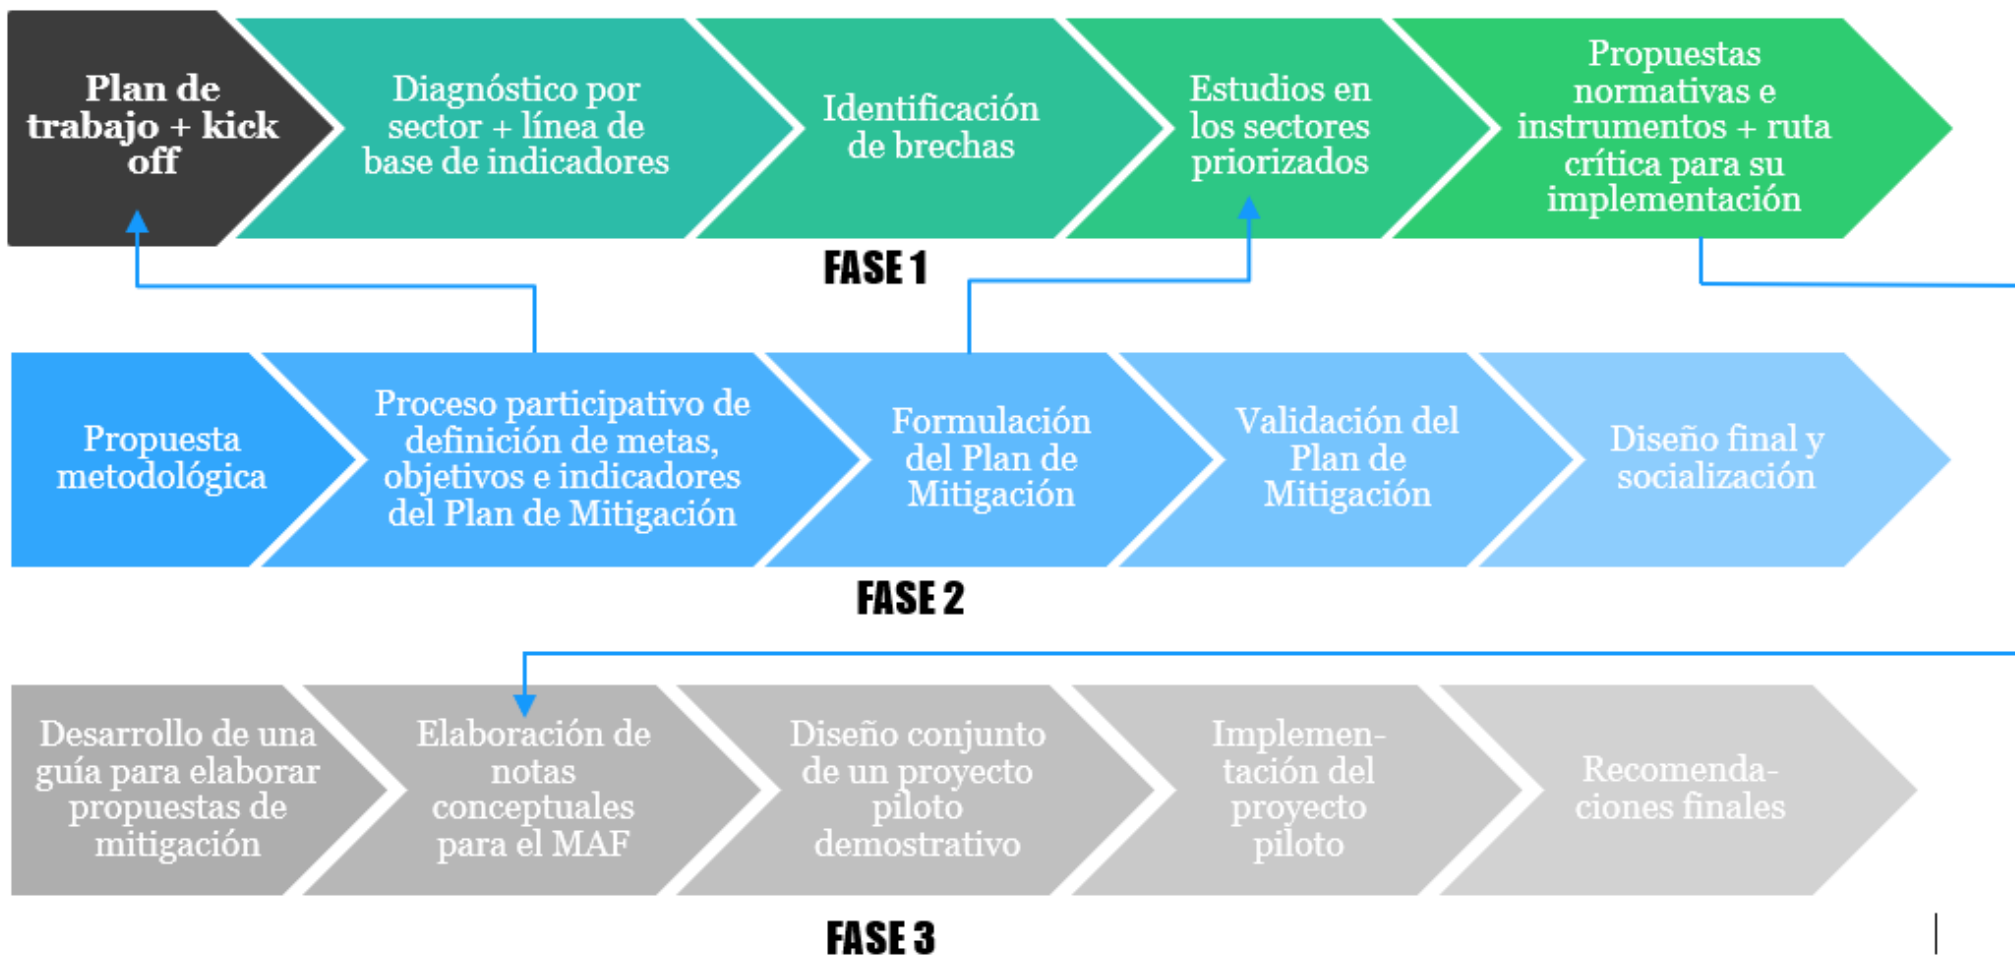 Plan de
trabajo + kick
off
Diagnóstico por
sector + línea de
base de indicadores
Identificación
de brechas
Estudios en
los sectores
priorizados
Propuestas
normativas e
instrumentos + ruta
crítica para su
implementación
FASE 1
Propuesta
metodológica
Proceso participativo de
definición de metas,
objetivos e indicadores
del Plan de Mitigación
Formulación
del Plan de
Mitigación
Validación del
Plan de
Mitigación
Diseño final y
socialización
FASE 2
Desarrollo de una
guía para elaborar
propuestas de
mitigación
Elaboración de
notas
conceptuales
para el MAF
Diseño conjunto
de un proyecto
piloto
demostrativo
Implemen-
tación del
proyecto
piloto
Recomenda-
ciones finales
FASE 3